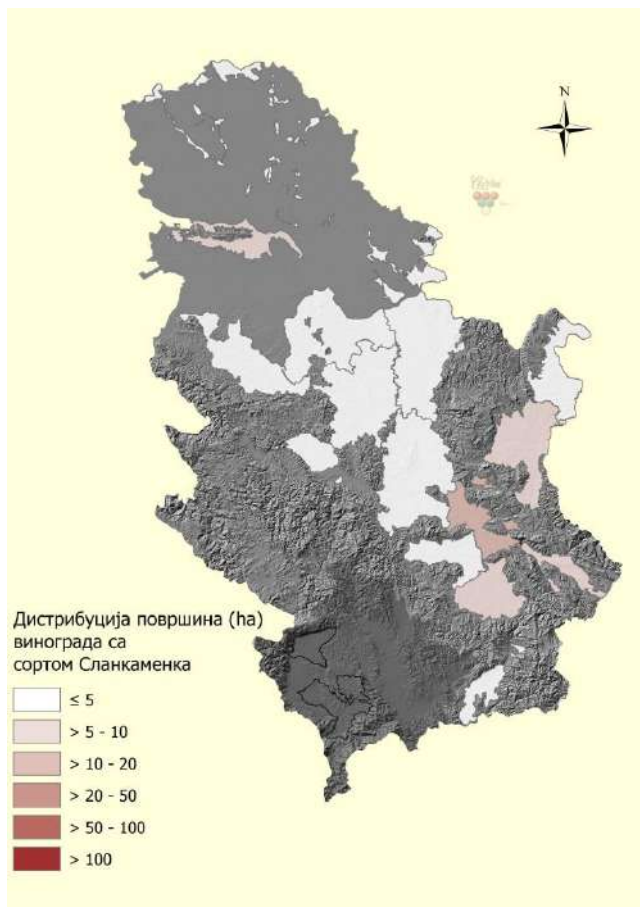 N
Дистрибуција површина (ha)
винограда са
сортом Сланкаменка
≤ 5
> 5 - 10
> 10 - 20
> 20 - 50
> 50 - 100
> 100